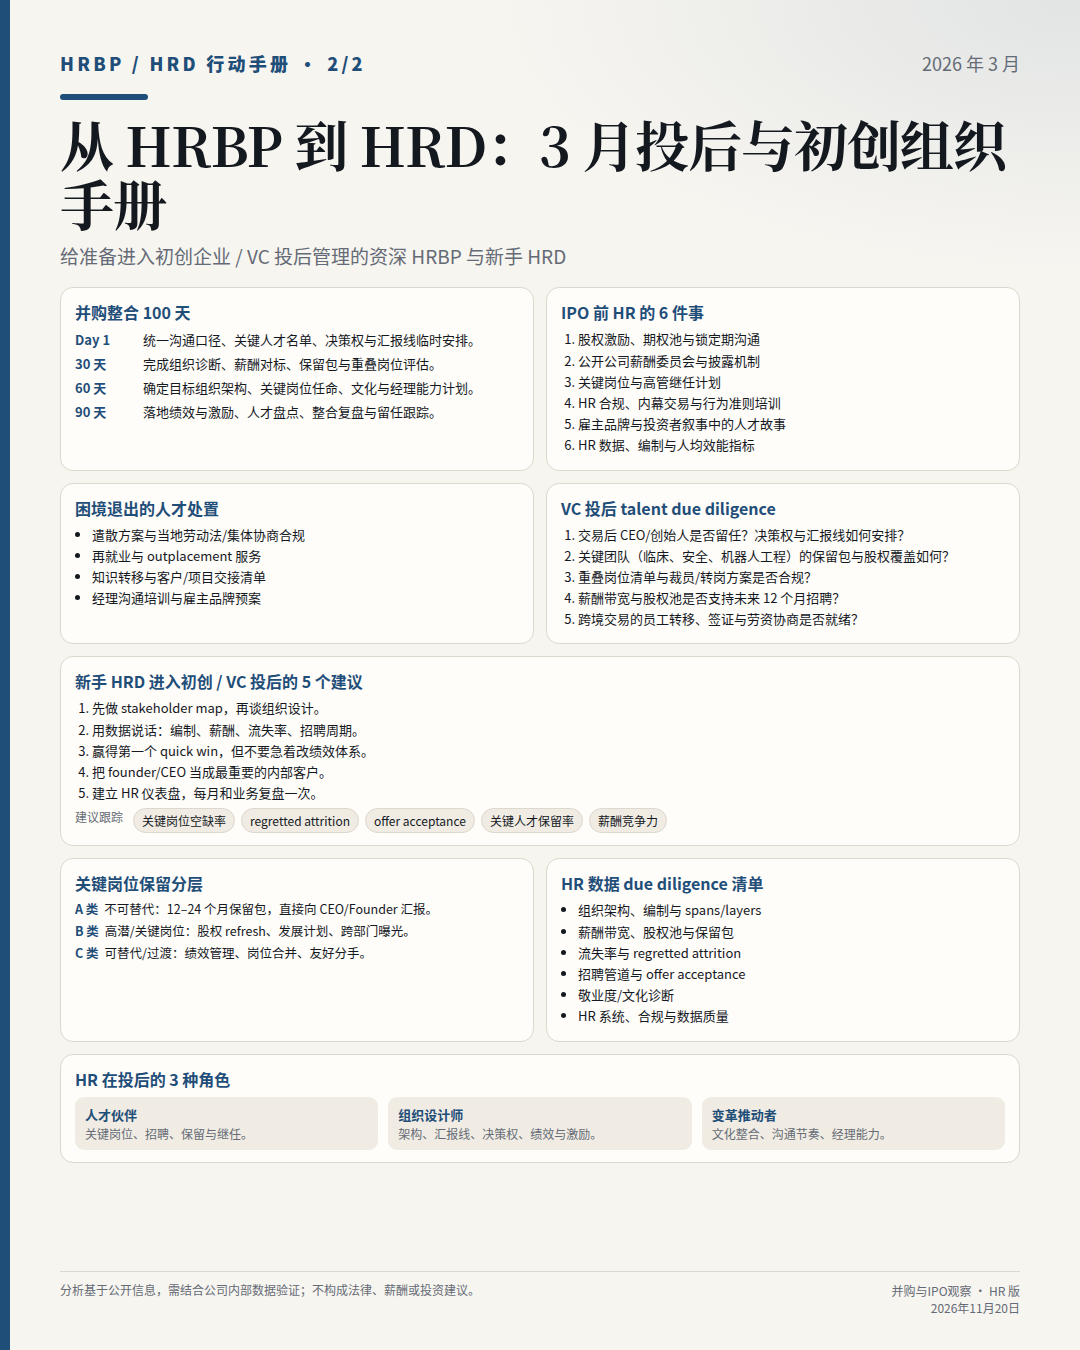 HRBP / HRD 行动手册 · 2/2
2026 年 3 月
从 HRBP 到 HRD：3 月投后与初创组织
手册
给准备进入初创企业 / VC 投后管理的资深 HRBP 与新手 HRD
并购整合 100 天
Day 1 统一沟通口径、关键人才名单、决策权与汇报线临时安排。
30 天 完成组织诊断、薪酬对标、保留包与重叠岗位评估。
60 天 确定目标组织架构、关键岗位任命、文化与经理能力计划。
90 天 落地绩效与激励、人才盘点、整合复盘与留任跟踪。
IPO 前 HR 的 6 件事
1. 股权激励、期权池与锁定期沟通
2. 公开公司薪酬委员会与披露机制
3. 关键岗位与高管继任计划
4. HR 合规、内幕交易与行为准则培训
5. 雇主品牌与投资者叙事中的人才故事
6. HR 数据、编制与人均效能指标
困境退出的人才处置
• 遣散方案与当地劳动法/集体协商合规
• 再就业与 outplacement 服务
• 知识转移与客户/项目交接清单
• 经理沟通培训与雇主品牌预案
VC 投后 talent due diligence
1. 交易后 CEO/创始人是否留任？决策权与汇报线如何安排？
2. 关键团队（临床、安全、机器人工程）的保留包与股权覆盖如何？
3. 重叠岗位清单与裁员/转岗方案是否合规？
4. 薪酬带宽与股权池是否支持未来 12 个月招聘？
5. 跨境交易的员工转移、签证与劳资协商是否就绪？
新手 HRD 进入初创 / VC 投后的 5 个建议
1. 先做 stakeholder map，再谈组织设计。
2. 用数据说话：编制、薪酬、流失率、招聘周期。
3. 赢得第一个 quick win，但不要急着改绩效体系。
4. 把 founder/CEO 当成最重要的内部客户。
5. 建立 HR 仪表盘，每月和业务复盘一次。
建议跟踪 关键岗位空缺率 regretted attrition offer acceptance 关键人才保留率 薪酬竞争力
关键岗位保留分层
A 类 不可替代：12–24 个月保留包，直接向 CEO/Founder 汇报。
B 类 高潜/关键岗位：股权 refresh、发展计划、跨部门曝光。
C 类 可替代/过渡：绩效管理、岗位合并、友好分手。
HR 数据 due diligence 清单
• 组织架构、编制与 spans/layers
• 薪酬带宽、股权池与保留包
• 流失率与 regretted attrition
• 招聘管道与 offer acceptance
• 敬业度/文化诊断
• HR 系统、合规与数据质量
HR 在投后的 3 种角色
人才伙伴
关键岗位、招聘、保留与继任。
组织设计师
架构、汇报线、决策权、绩效与激励。
变革推动者
文化整合、沟通节奏、经理能力。
分析基于公开信息，需结合公司内部数据验证；不构成法律、薪酬或投资建议。
并购与IPO观察 · HR 版
2026年11月20日